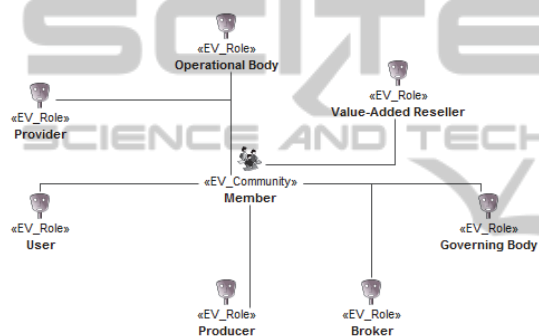 SCITE
«EV_Role»
Operational Body
«EV_Role»
Value-Added Reseller
«EV_Role»
Provider
SCIENCE AND TECH
«EV_Community»
Member
«EV_Role»
User
«EV_Role»
Governing Body
«EV_Role»
Producer
«EV_Role»
Broker